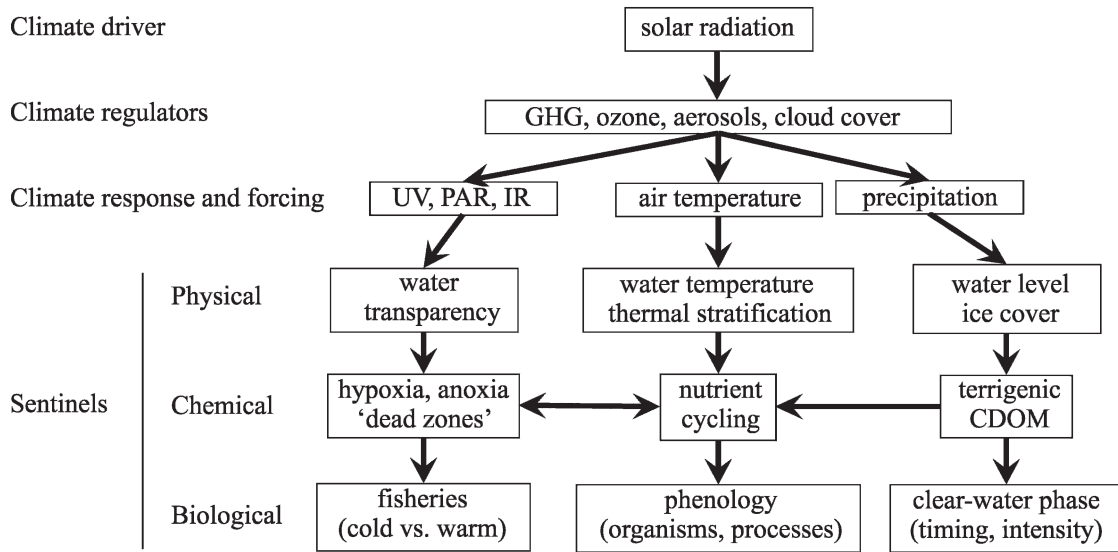 Climate driver
solar radiation
Climate regulators
GHG, ozone, aerosols, cloud cover
Climate response and forcing
UV, PAR, IR
air temperature
precipitation
Sentinels
Physical
water
transparency
water temperature
thermal stratification
water level
ice cover
Chemical
hypoxia, anoxia
‘dead zones’
nutrient
cycling
terrigenic
CDOM
Biological
fisheries
(cold vs. warm)
phenology
(organisms, processes)
clear-water phase
(timing, intensity)